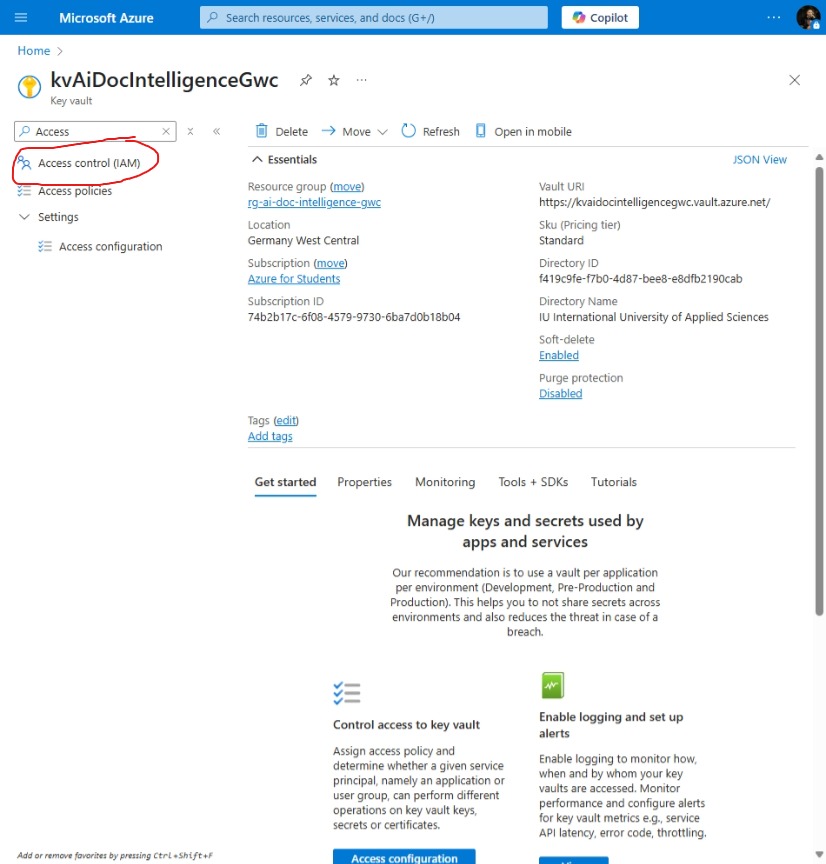 Microsoft Azure
Search resources, services, and docs (G+/)
Copilot
Home
kvAiDocIntelligenceGwc
Key vault
Access
Delete
Move
Refresh
Open in mobile
Access control (IAM)
Access policies
Settings
Access configuration
Essentials
JSON View
Resource group (move)
rg-ai-doc-intelligence-gwc
Location
Germany West Central
Subscription (move)
Azure for Students
Subscription ID
74b2b17c-6f08-4579-9730-6ba7d0b18b04
Vault URI
https://kvaidocintelligencegwc.vault.azure.net/
Sku (Pricing tier)
Standard
Directory ID
f419c9fe-f7b0-4d87-bee8-e8dfb2190cab
Directory Name
IU International University of Applied Sciences
Soft-delete
Enabled
Purge protection
Disabled
Tags (edit)
Add tags
Get started
Properties
Monitoring
Tools + SDKs
Tutorials
Manage keys and secrets used by
apps and services
Our recommendation is to use a vault per application
per environment (Development, Pre-Production and
Production). This helps you to not share secrets across
environments and also reduces the threat in case of a
breach.
Control access to key vault
Assign access policy and
determine whether a given service
principal, namely an application or
user group, can perform different
operations on key vault keys,
secrets or certificates.
Access configuration
Enable logging and set up
alerts
Enable logging to monitor how,
when and by whom your key
vaults are accessed. Monitor
performance and configure alerts
for key vault metrics e.g., service
API latency, error code, throttling.
Add or remove favorites by pressing Ctrl+Shift+F